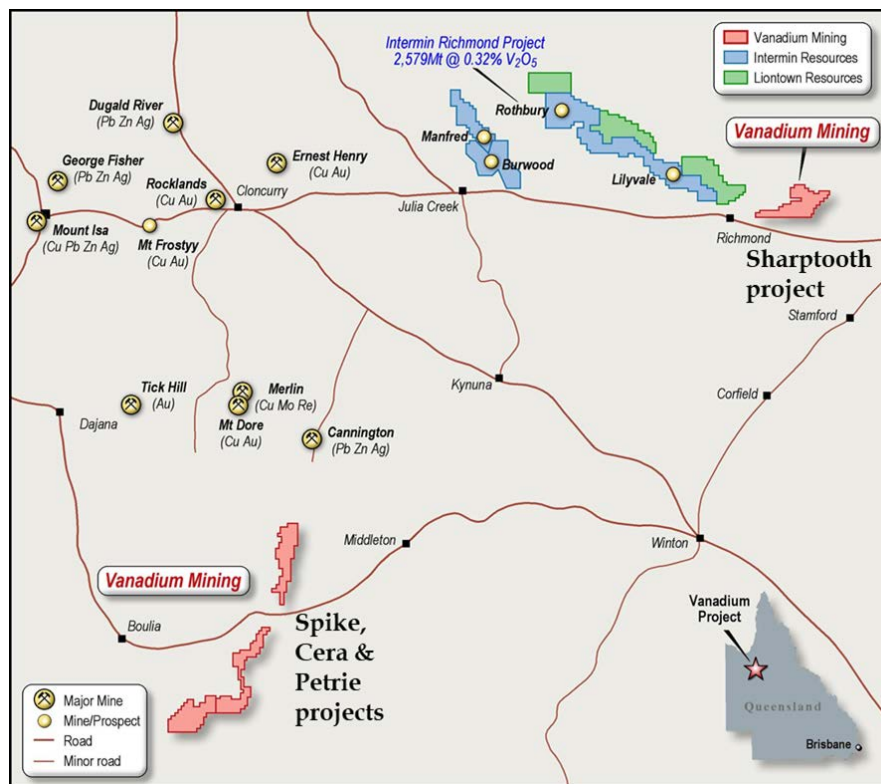 Intermin Richmond Project
2,579Mt @ 0.32% V₂O₅
Vanadium Mining
Intermin Resources
Liontown Resources
Dugald River
(Pb Zn Ag)
Rothbury
Manfred
Burwood
Lilyvale
Vanadium Mining
George Fisher
(Pb Zn Ag)
Ernest Henry
(Cu Au)
Rocklands
(Cu Au)
Cloncurry
Julia Creek
Richmond
Mount Isa
(Cu Pb Zn Ag)
Mt Frostyy
(Cu Au)
Sharptooth
project
Stamford
Tick Hill
(Au)
Merlin
(Cu Mo Re)
Kynuna
Corfield
Dajana
Mt Dore
(Cu Au)
Cannington
(Pb Zn Ag)
Middleton
Winton
Vanadium Mining
Boulia
Spike,
Cera &
Petrie
projects
Vanadium
Project
Queensland
Brisbane
Major Mine
Mine/Prospect
Road
Minor road